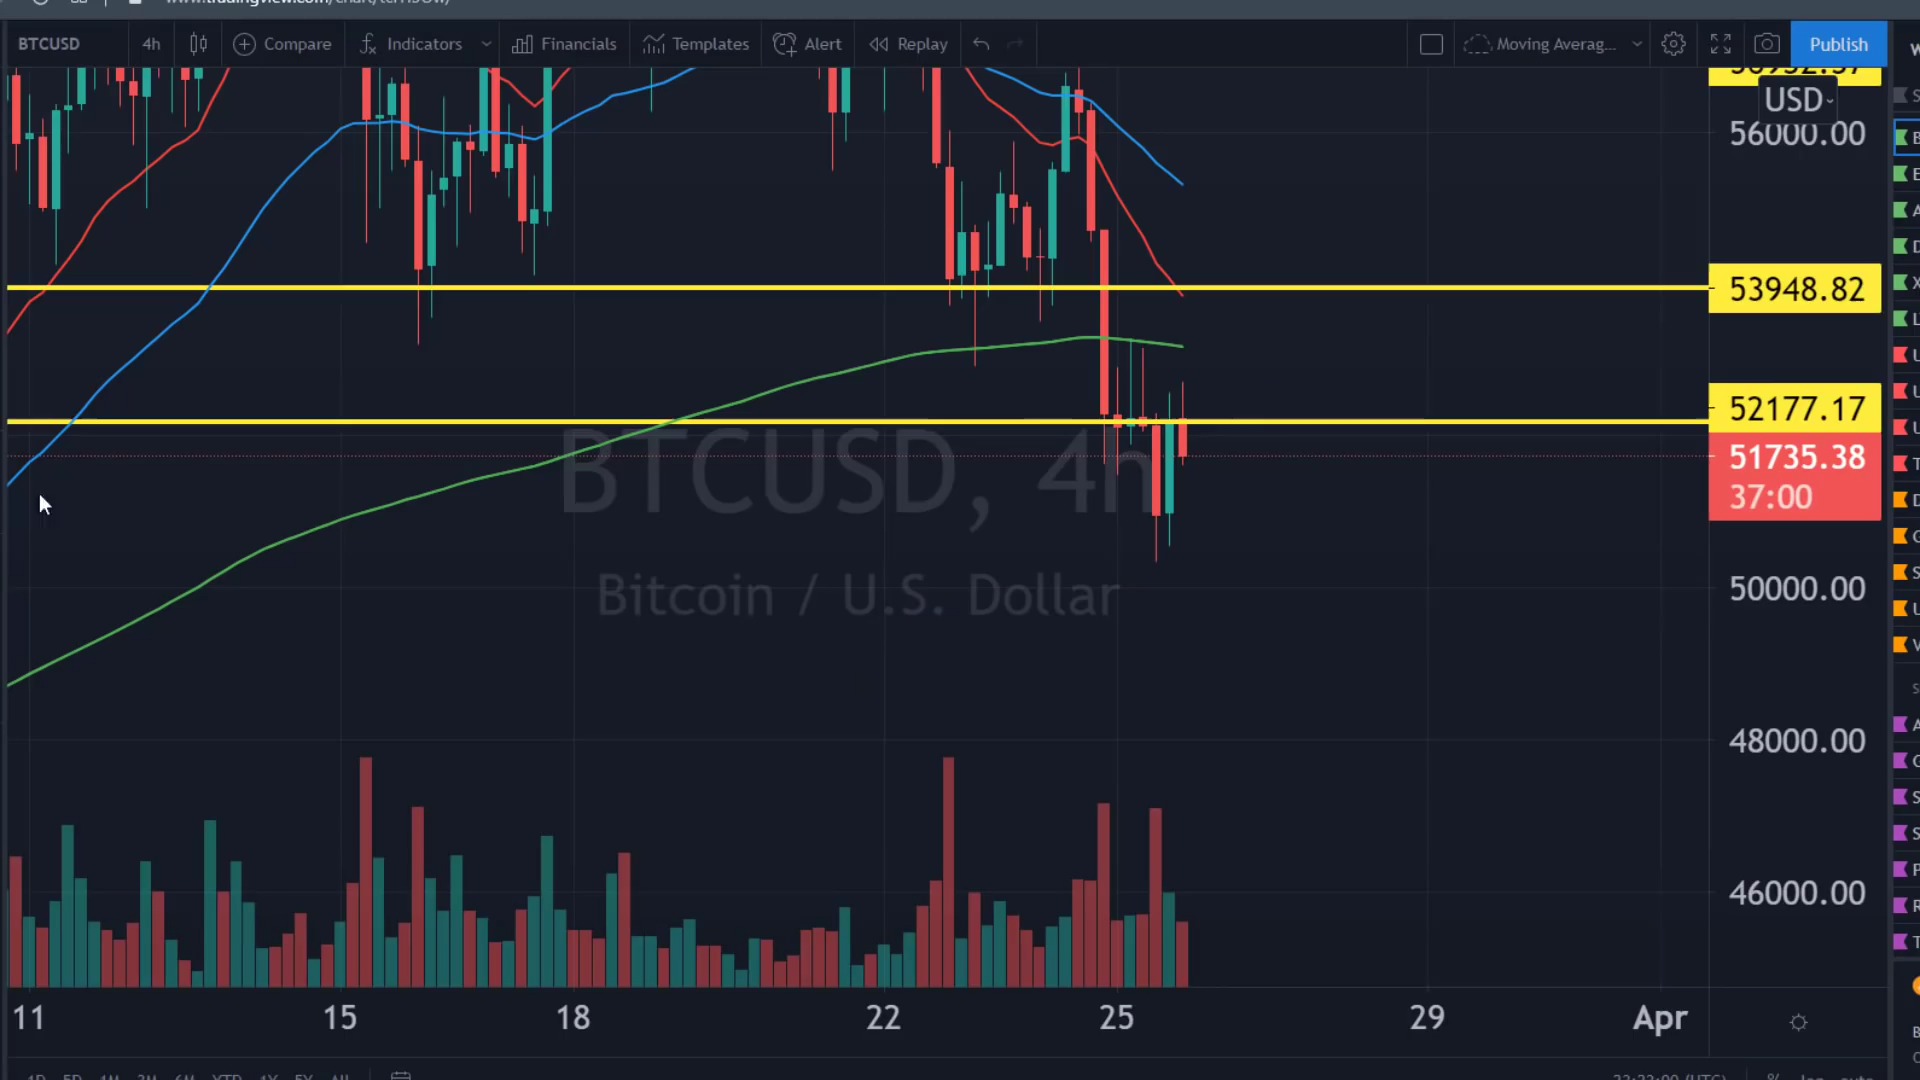 BTCUSD 4h Compare Indicators Financials Templates Alert Replay Moving Averag... Publish
USD
56000.00
53948.82
52177.17
51735.38
37:00
BTCUSD, 4h
Bitcoin / U.S. Dollar
50000.00
48000.00
46000.00
11 15 18 22 25 29 Apr